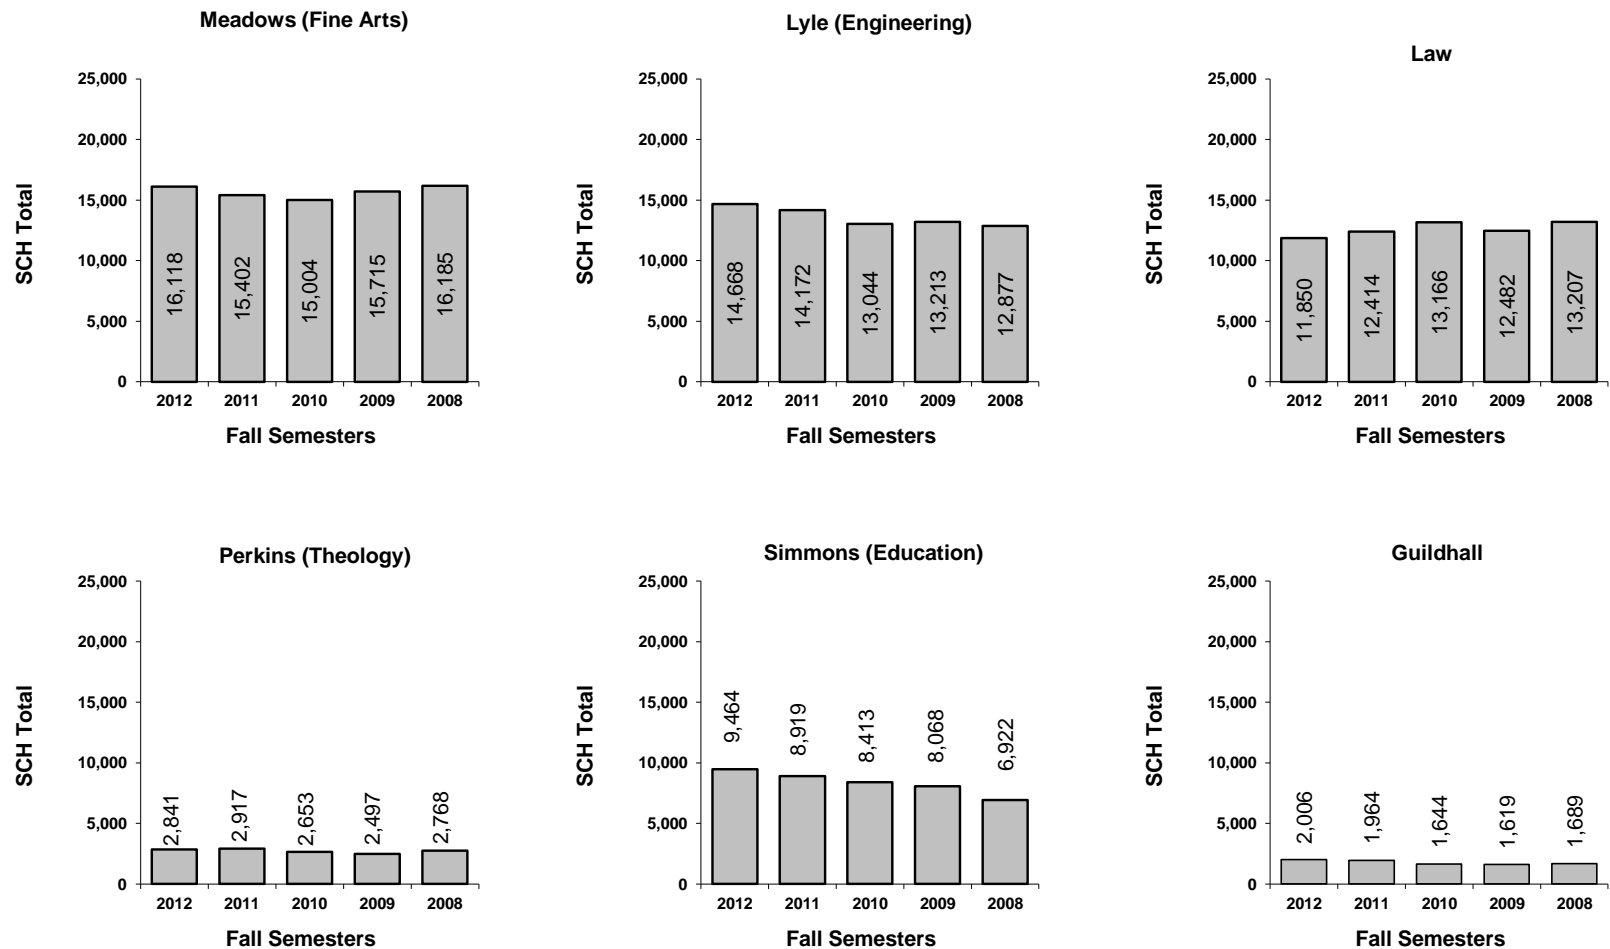 Meadows (Fine Arts)
SCH Total
25,000
20,000
15,000
10,000
5,000
0
16,118
15,402
15,004
15,715
16,185
2012 2011 2010 2009 2008
Fall Semesters
Lyle (Engineering)
SCH Total
25,000
20,000
15,000
10,000
5,000
0
14,668
14,172
13,044
13,213
12,877
2012 2011 2010 2009 2008
Fall Semesters
Law
SCH Total
25,000
20,000
15,000
10,000
5,000
0
11,850
12,414
13,166
12,482
13,207
2012 2011 2010 2009 2008
Fall Semesters
Perkins (Theology)
SCH Total
25,000
20,000
15,000
10,000
5,000
0
2,841
2,917
2,653
2,497
2,768
2012 2011 2010 2009 2008
Fall Semesters
Simmons (Education)
SCH Total
25,000
20,000
15,000
10,000
5,000
0
9,464
8,919
8,413
8,068
6,922
2012 2011 2010 2009 2008
Fall Semesters
Guildhall
SCH Total
25,000
20,000
15,000
10,000
5,000
0
2,006
1,964
1,644
1,619
1,689
2012 2011 2010 2009 2008
Fall Semesters